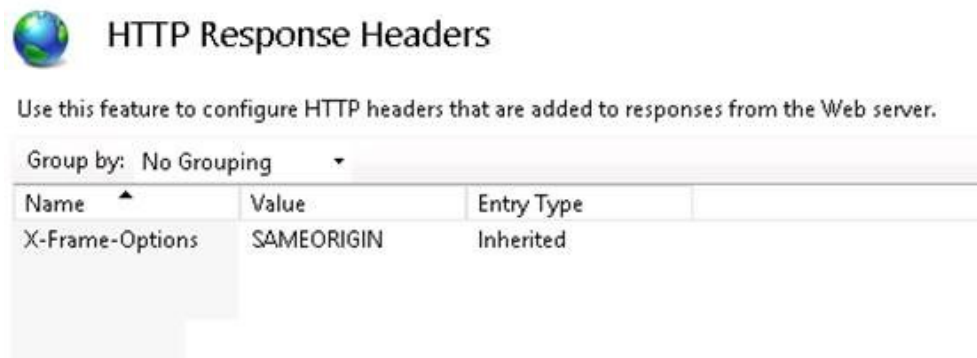 HTTP Response Headers
Use this feature to configure HTTP headers that are added to responses from the Web server.
Group by: No Grouping
Name Value Entry Type
X-Frame-Options SAMEORIGIN Inherited